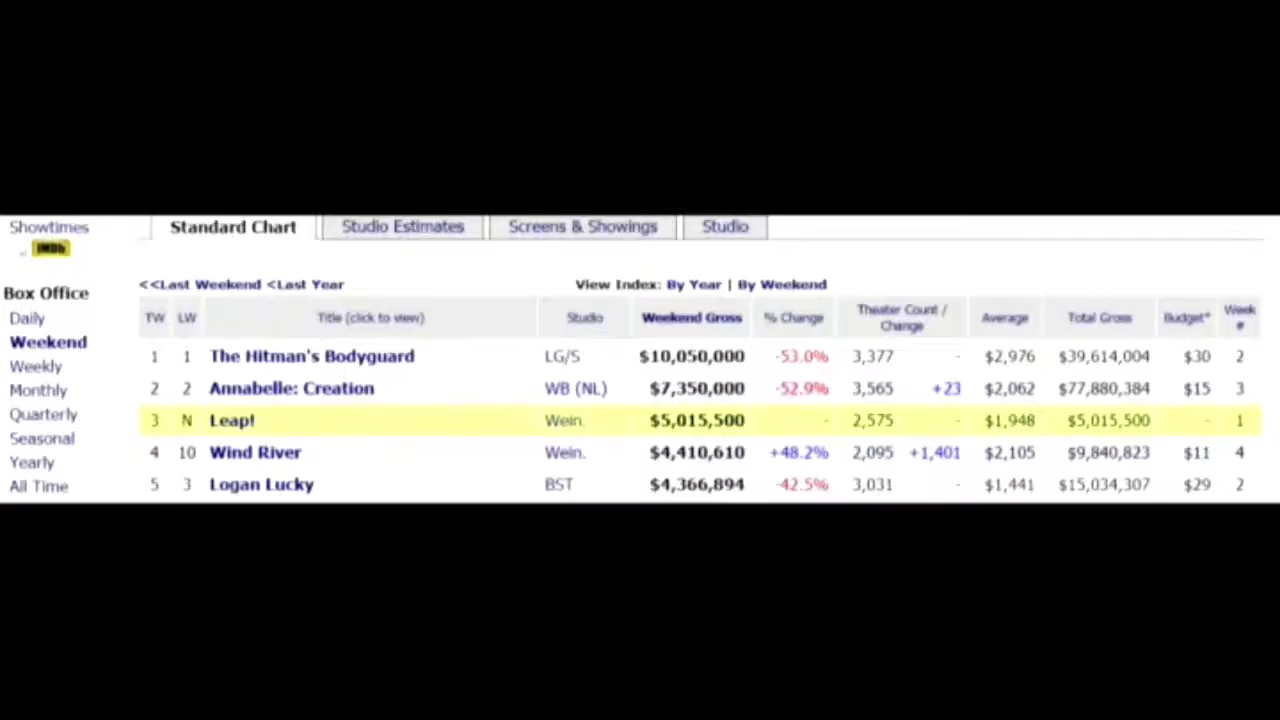 Showtimes
IMDb
Standard Chart Studio Estimates Screens & Showings Studio
<<Last Weekend <Last Year View Index: By Year | By Weekend
Box Office
Daily
Weekend
Weekly
Monthly
Quarterly
Seasonal
Yearly
All Time
TW LW Title (click to view) Studio Weekend Gross % Change Theater Count / Change Average Total Gross Budget* Week #
1 1 The Hitman's Bodyguard LG/S $10,050,000 -53.0% 3,377 - $2,976 $39,614,004 $30 2
2 2 Annabelle: Creation WB (NL) $7,350,000 -52.9% 3,565 +23 $2,062 $77,880,384 $15 3
3 N Leap! Wein. $5,015,500 - 2,575 $1,948 $5,015,500 - 1
4 10 Wind River Wein. $4,410,610 +48.2% 2,095 +1,401 $2,105 $9,840,823 $11 4
5 3 Logan Lucky BST $4,366,894 -42.5% 3,031 - $1,441 $15,034,307 $29 2